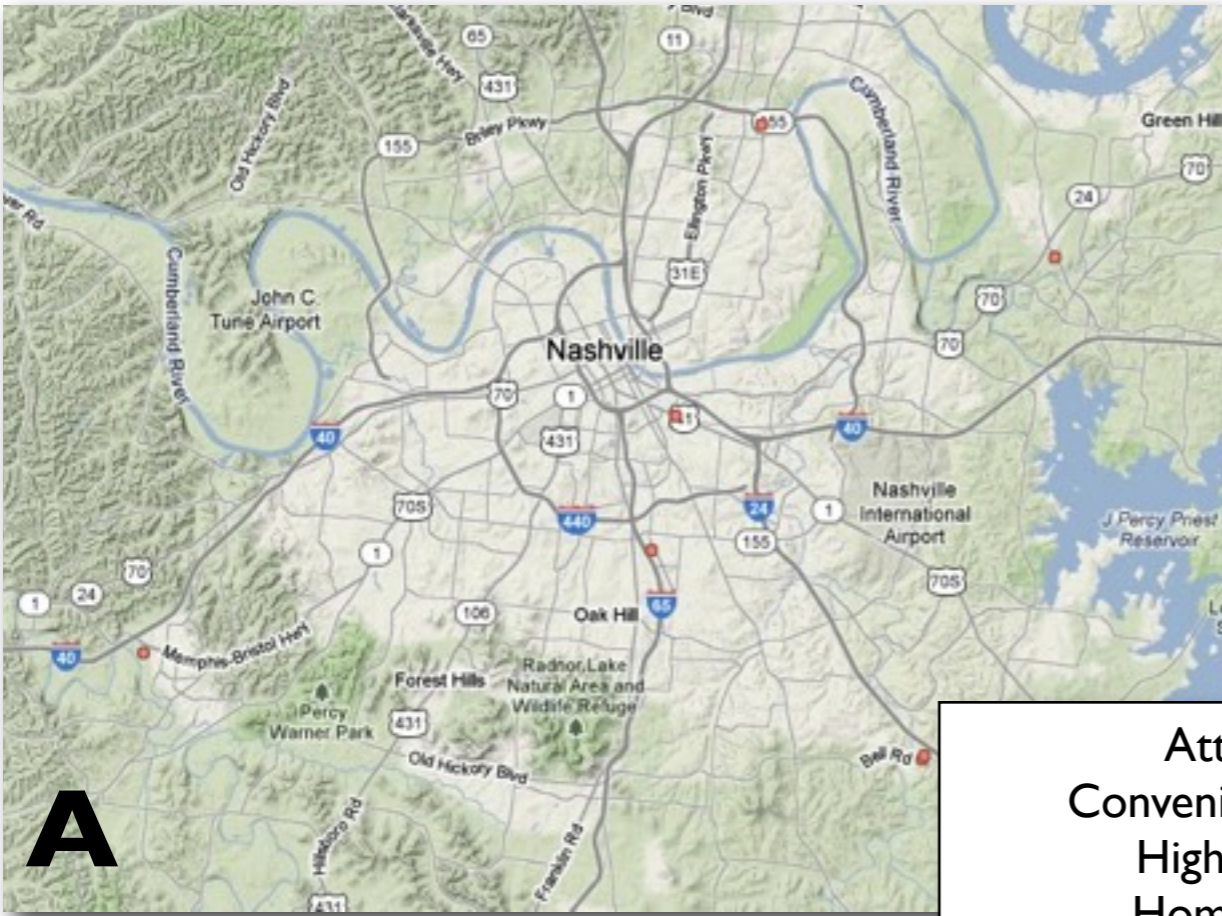 65
11
431
Briley Pkwy
155
Old Hickory Blvd
155
Cumberland River
Green Hill
70
24
Ellington Pkwy
31E
70
70
Cumberland River
John C.
Tune Airport
Nashville
70
1
431
40
40
70S
440
24
1
155
Nashville
International
Airport
J Percy Priest
Reservoir
1
70S
106
65
Oak Hill
70
24
1
40
Memphis-Bristol Hwy
Forest Hills
Radnor Lake
Natural Area and
Wildlife Refuge
Percy
Warner Park
431
Old Hickory Blvd
Bell Rd
Hillsboro Rd
Franklin Rd
431
A
Att
Conveni
High
Hom